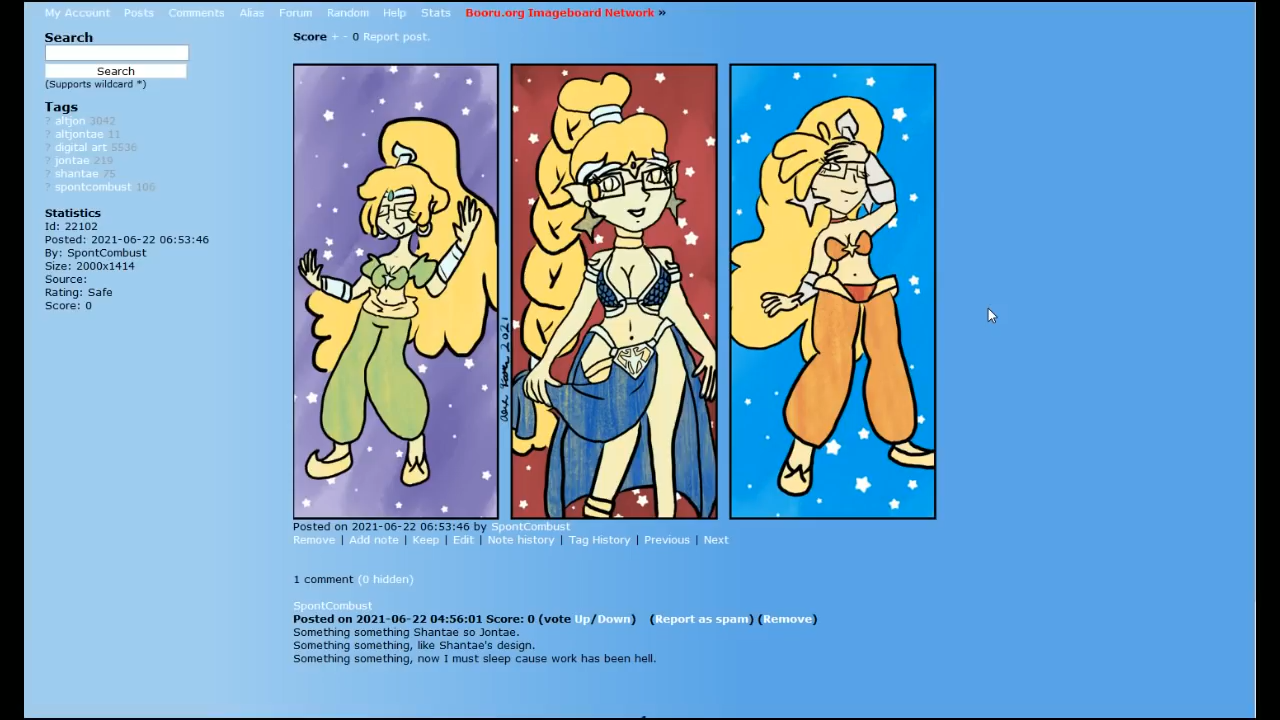 My Account Posts Comments Alias Forum Random Help Stats Booru.org Imageboard Network »
Search
Search
(Supports wildcard *)
Tags
? altjon 3042
? altjontae 11
? digital art 5536
? jontae 219
? shantae 75
? spontcombust 106
Statistics
Id: 22102
Posted: 2021-06-22 06:53:46
By: SpontCombust
Size: 2000x1414
Source:
Rating: Safe
Score: 0
Score + - 0 Report post.
2021
Posted on 2021-06-22 06:53:46 by SpontCombust
Remove | Add note | Keep | Edit | Note history | Tag History | Previous | Next
1 comment (0 hidden)
SpontCombust
Posted on 2021-06-22 04:56:01 Score: 0 (vote Up/Down) (Report as spam) (Remove)
Something something Shantae so Jontae.
Something something, like Shantae's design.
Something something, now I must sleep cause work has been hell.